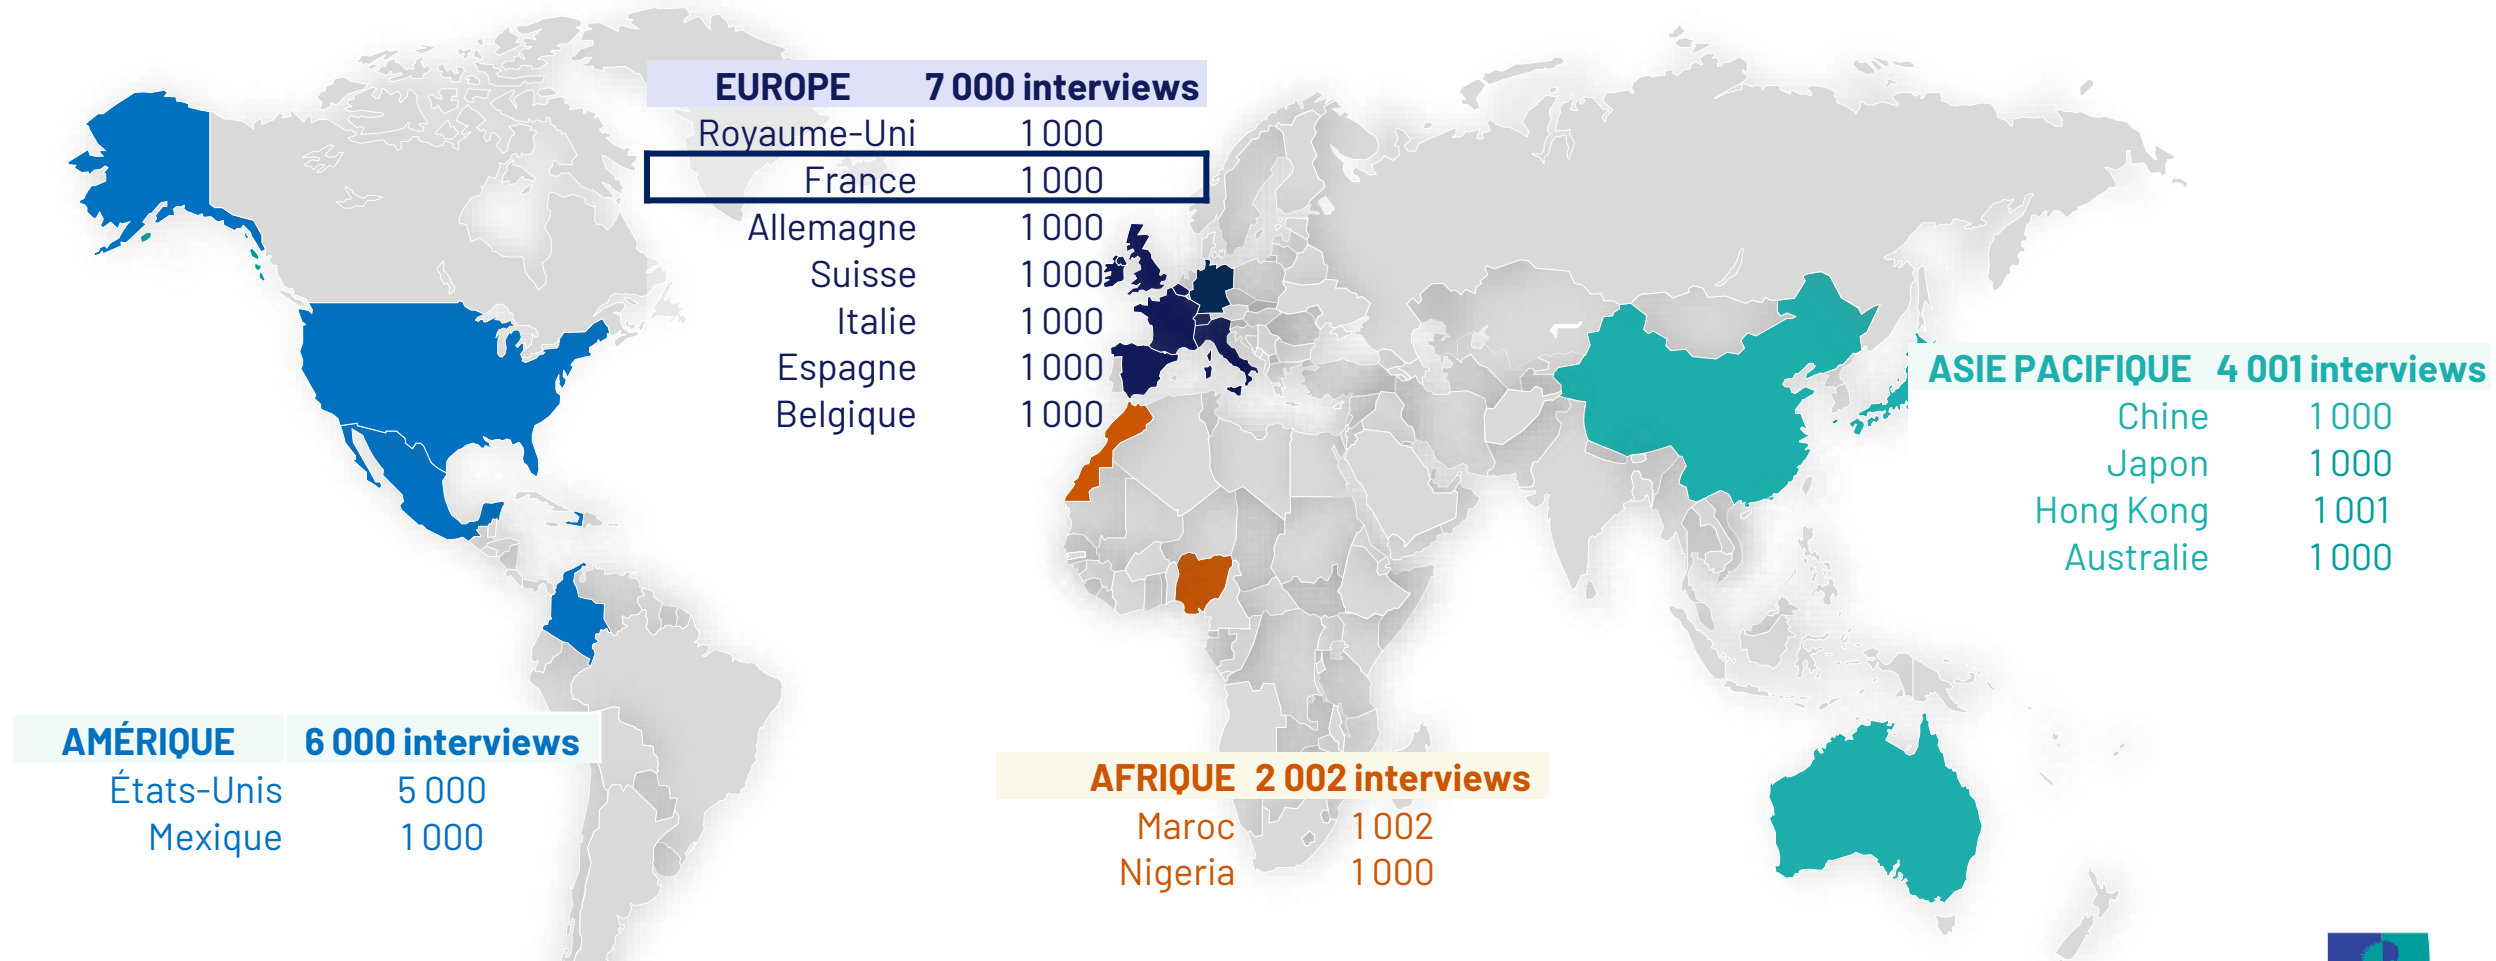 EUROPE 7 000 interviews
Royaume-Uni 1 000
France 1 000
Allemagne 1 000
Suisse 1 000
Italie 1 000
Espagne 1 000
Belgique 1 000
ASIE PACIFIQUE 4 001 interviews
Chine 1 000
Japon 1 000
Hong Kong 1 001
Australie 1 000
AMÉRIQUE 6 000 interviews
États-Unis 5 000
Mexique 1 000
AFRIQUE 2 002 interviews
Maroc 1 002
Nigeria 1 000